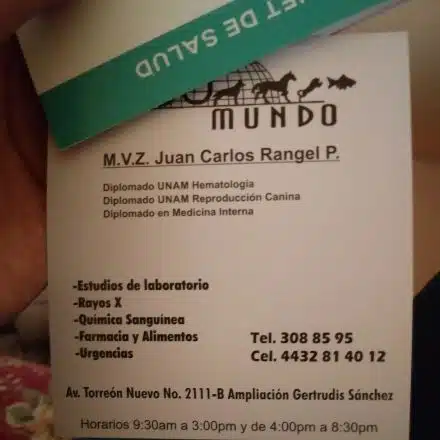 NET DE SALUD
MUNDO
M.V.Z. Juan Carlos Rangel P.
Diplomado UNAM Hematología
Diplomado UNAM Reproducción Canina
Diplomado en Medicina Interna
-Estudios de laboratorio
-Rayos X
-Química Sanguínea
-Farmacia y Alimentos
-Urgencias
Tel. 308 85 95
Cel. 4432 81 40 12
Av. Torreón Nuevo No. 2111-B Ampliación Gertrudis Sánchez
Horarios 9:30am a 3:00pm y de 4:00pm a 8:30pm